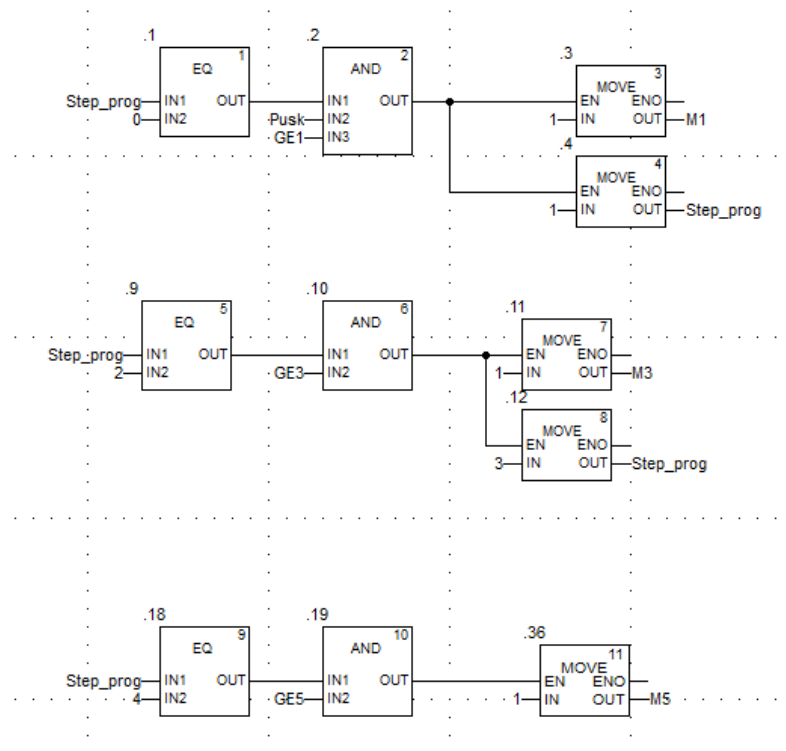 .1
1
EQ
Step_prog IN1 OUT
0 IN2
.2
2
AND
IN1 OUT
Pusk IN2
GE1 IN3
.3
3
MOVE
EN ENO
1 IN OUT M1
.4
4
MOVE
EN ENO
1 IN OUT Step_prog
.9
5
EQ
Step_prog IN1 OUT
2 IN2
.10
6
AND
IN1 OUT
GE3 IN2
.11
7
MOVE
EN ENO
1 IN OUT M3
.12
8
MOVE
EN ENO
3 IN OUT Step_prog
.18
9
EQ
Step_prog IN1 OUT
4 IN2
.19
10
AND
IN1 OUT
GE5 IN2
.36
11
MOVE
EN ENO
1 IN OUT M5